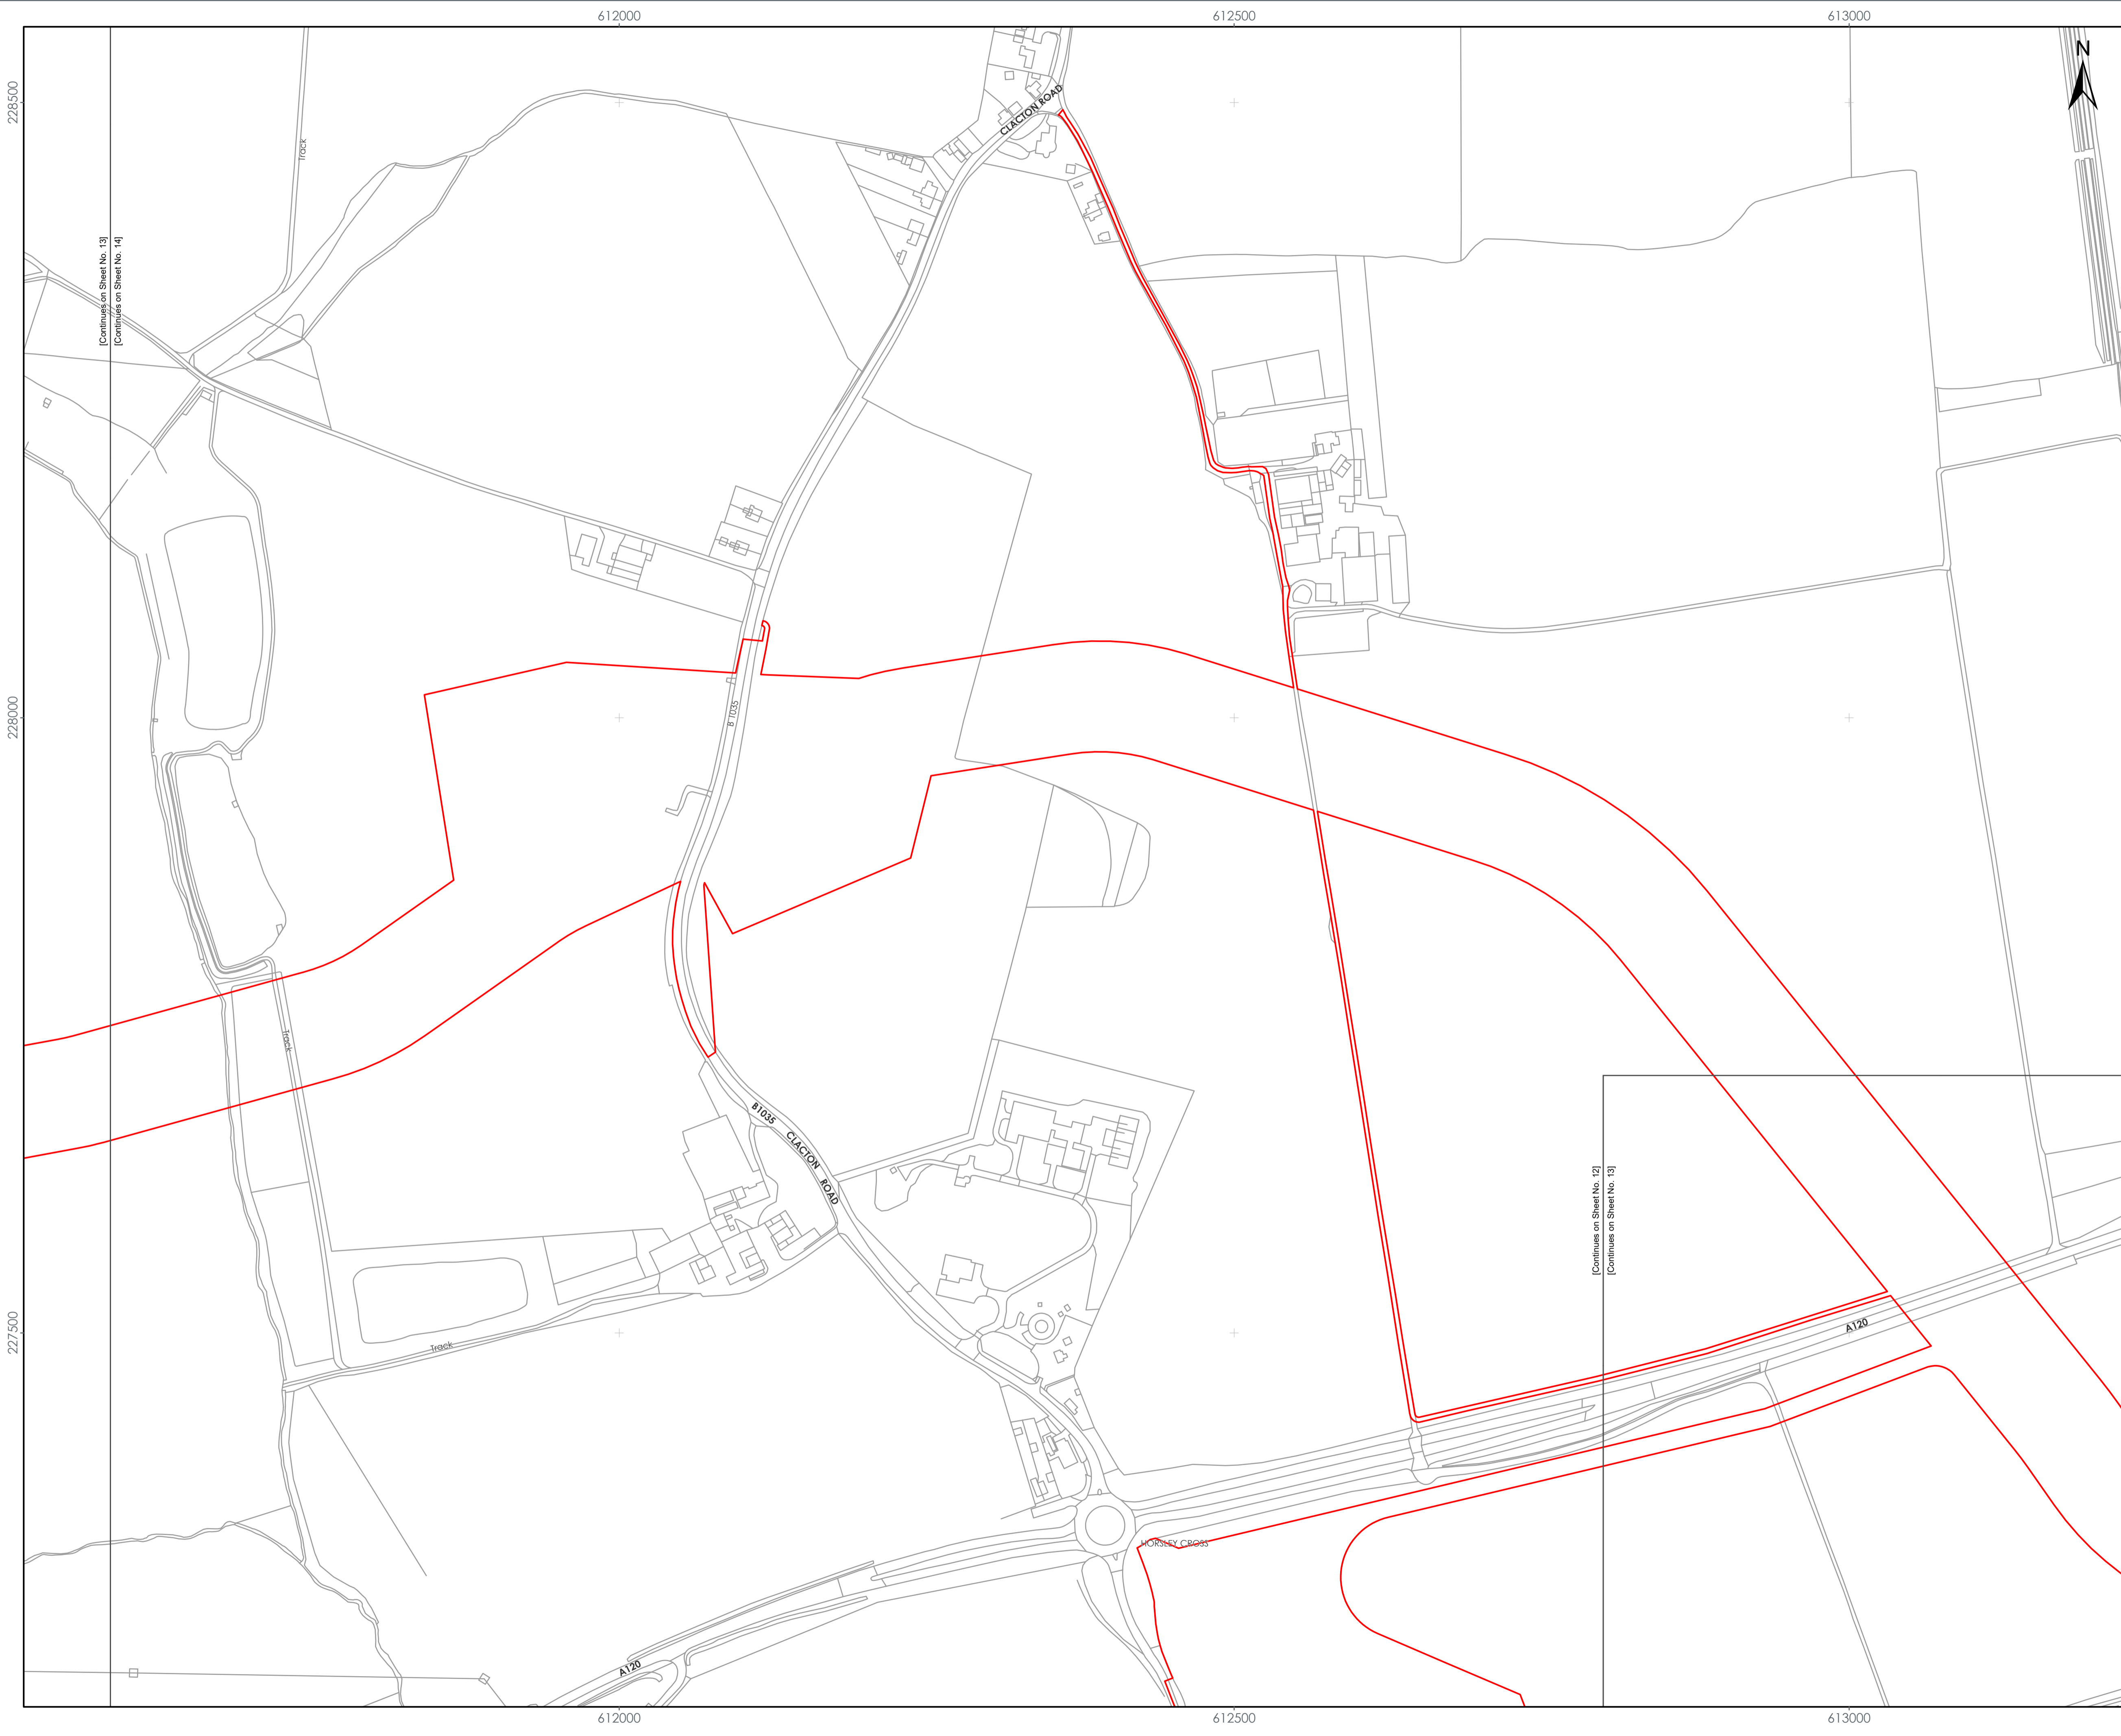 612000
612500
613000
N
228500
CLACTON ROAD
Track
[Continues on Sheet No. 13]
[Continues on Sheet No. 14]
228000
B 1035
Track
B1035
CLACTON
ROAD
[Continues on Sheet No. 12]
[Continues on Sheet No. 13]
227500
A120
Track
HORSLEY CROSS
A120
612000
612500
613000